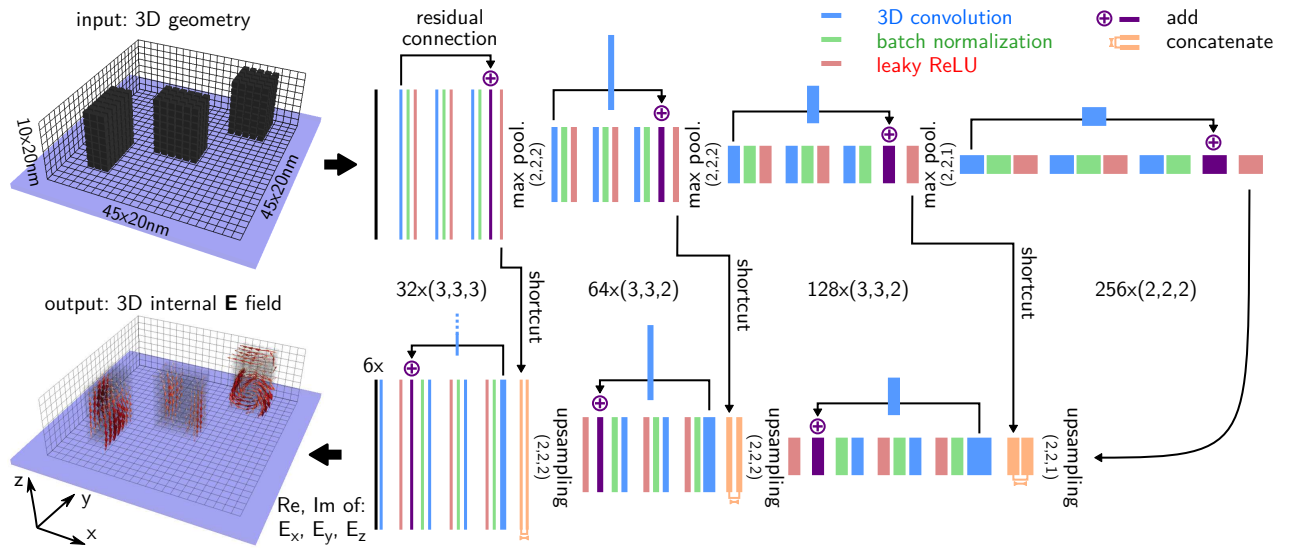 input: 3D geometry
10x20nm
45x20nm
45x20nm
residual
connection
3D convolution
batch normalization
leaky ReLU
add
concatenate
max pool.
(2,2,2)
max pool.
(2,2,2)
max pool.
(2,2,1)
shortcut
shortcut
shortcut
32x(3,3,3)
64x(3,3,2)
128x(3,3,2)
256x(2,2,2)
output: 3D internal E field
6x
upsampling
(2,2,2)
upsampling
(2,2,2)
upsampling
(2,2,1)
z
y
x
Re, Im of:
E_x, E_y, E_z